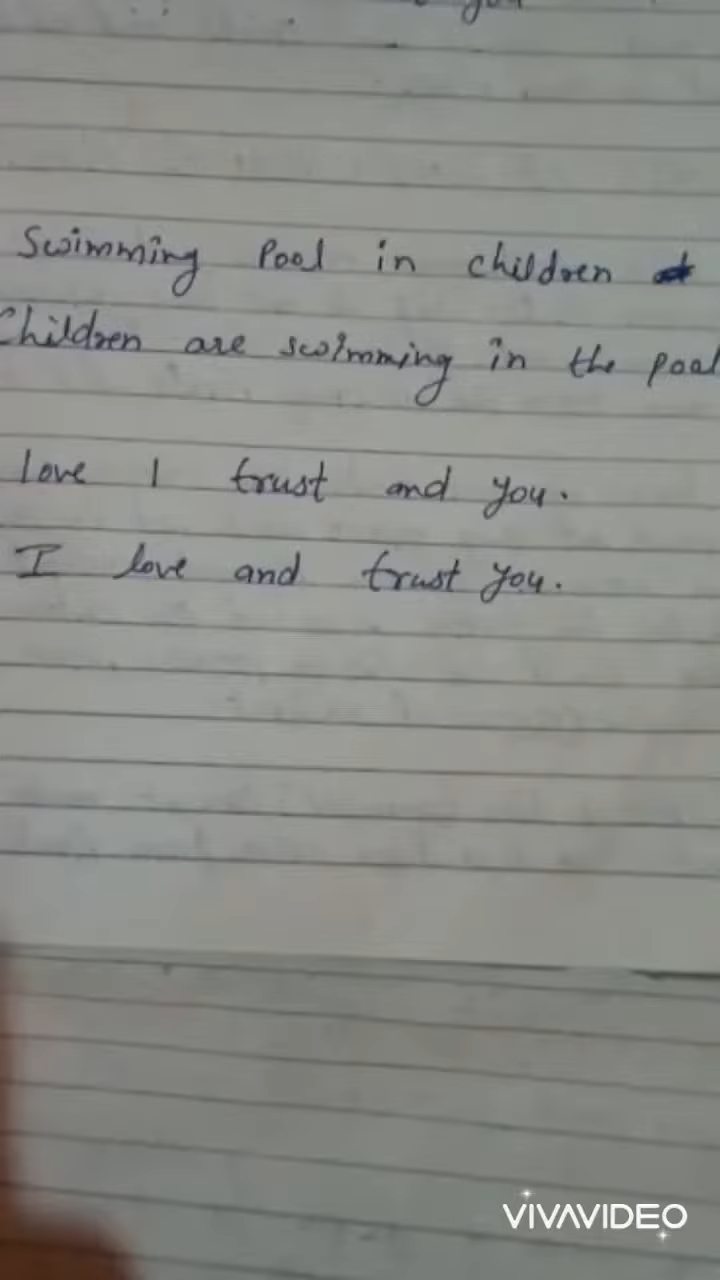 you
Swimming Pool in children
Children are swimming in the pool
love I trust and you.
I love and trust you.
VIVAVIDEO